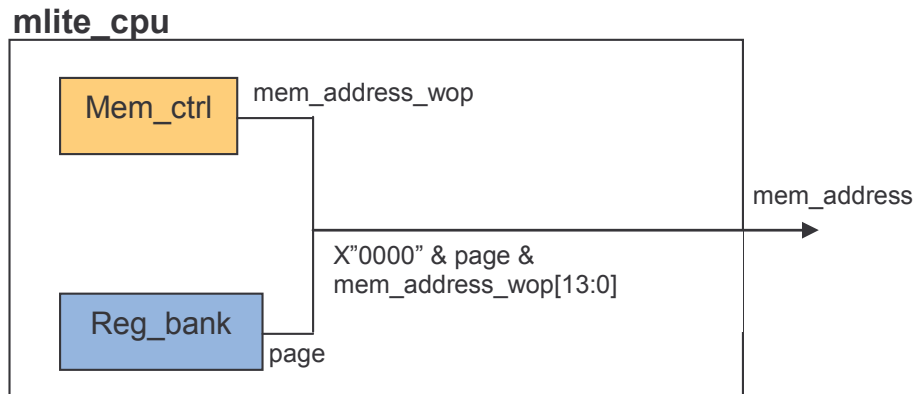 mlite_cpu
Mem_ctrl
mem_address_wop
mem_address
X”0000” & page &
mem_address_wop[13:0]
Reg_bank
page